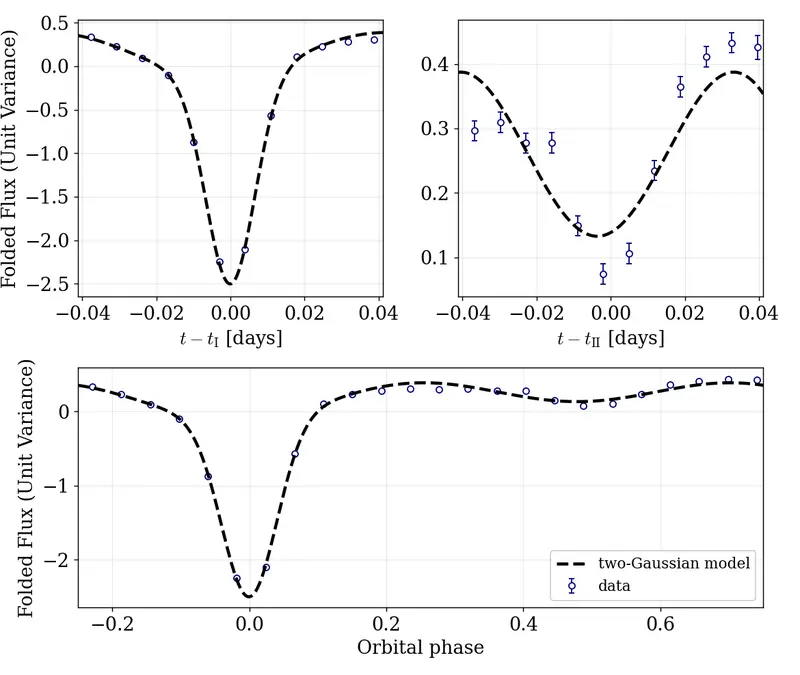 Folded Flux (Unit Variance)
0.5
0.0
−0.5
−1.0
−1.5
−2.0
−2.5
−0.04 −0.02 0.00 0.02 0.04
t − tI [days]
0.4
0.3
0.2
0.1
−0.04 −0.02 0.00 0.02 0.04
t − tII [days]
Folded Flux (Unit Variance)
0
−1
−2
two-Gaussian model
data
−0.2 0.0 0.2 0.4 0.6
Orbital phase